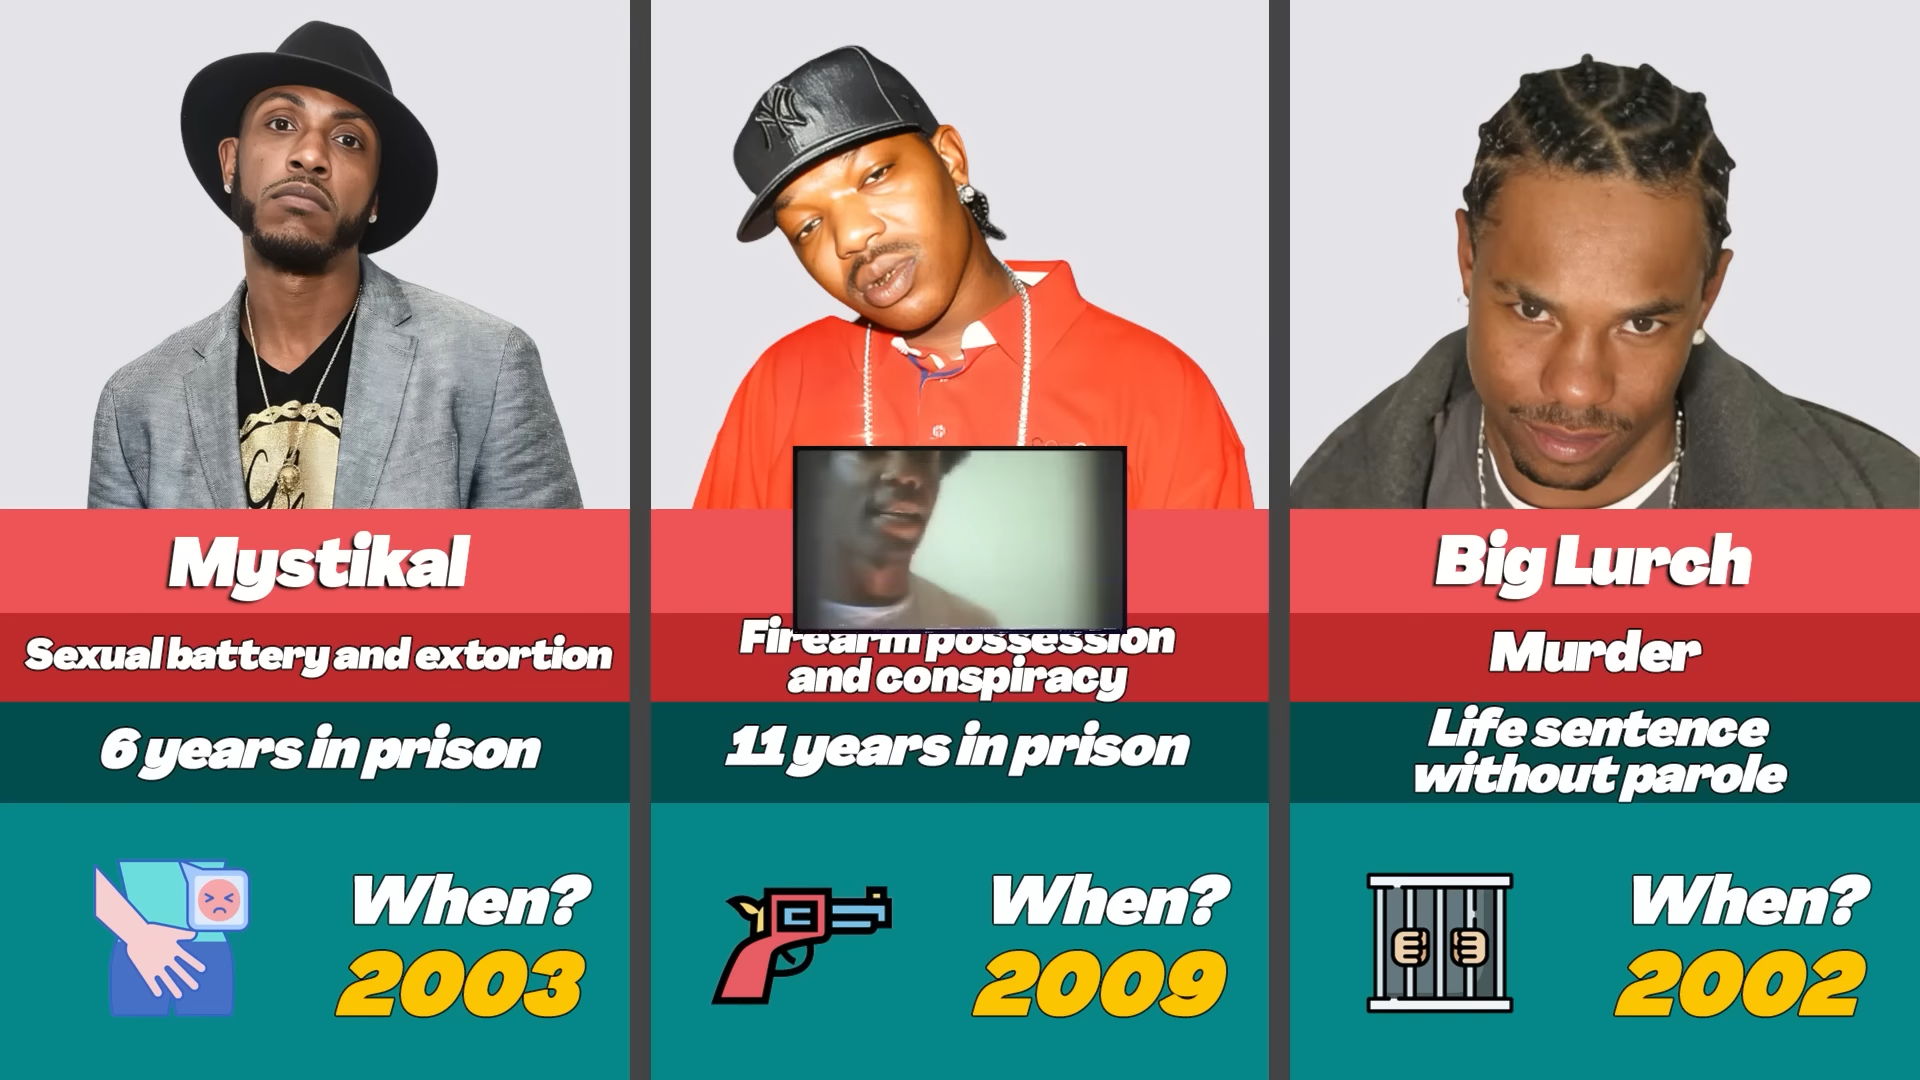 NY
Mystikal
Sexual battery and extortion
6 years in prison
When?
2003
Firearm possession
and conspiracy
11 years in prison
When?
2009
Big Lurch
Murder
Life sentence
without parole
When?
2002